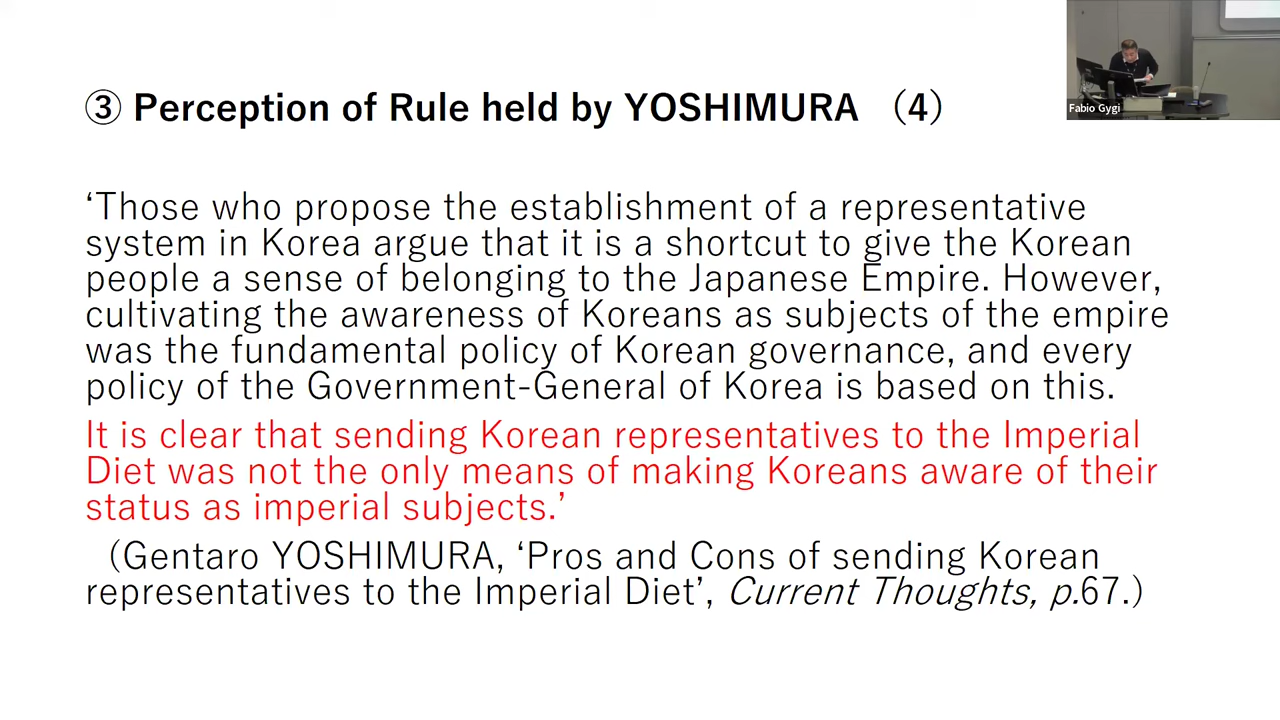 ③ Perception of Rule held by YOSHIMURA （4）
Fabio Gygi
‘Those who propose the establishment of a representative
system in Korea argue that it is a shortcut to give the Korean
people a sense of belonging to the Japanese Empire. However,
cultivating the awareness of Koreans as subjects of the empire
was the fundamental policy of Korean governance, and every
policy of the Government-General of Korea is based on this.
It is clear that sending Korean representatives to the Imperial
Diet was not the only means of making Koreans aware of their
status as imperial subjects.’
（Gentaro YOSHIMURA, ‘Pros and Cons of sending Korean
representatives to the Imperial Diet’, Current Thoughts, p.67.）